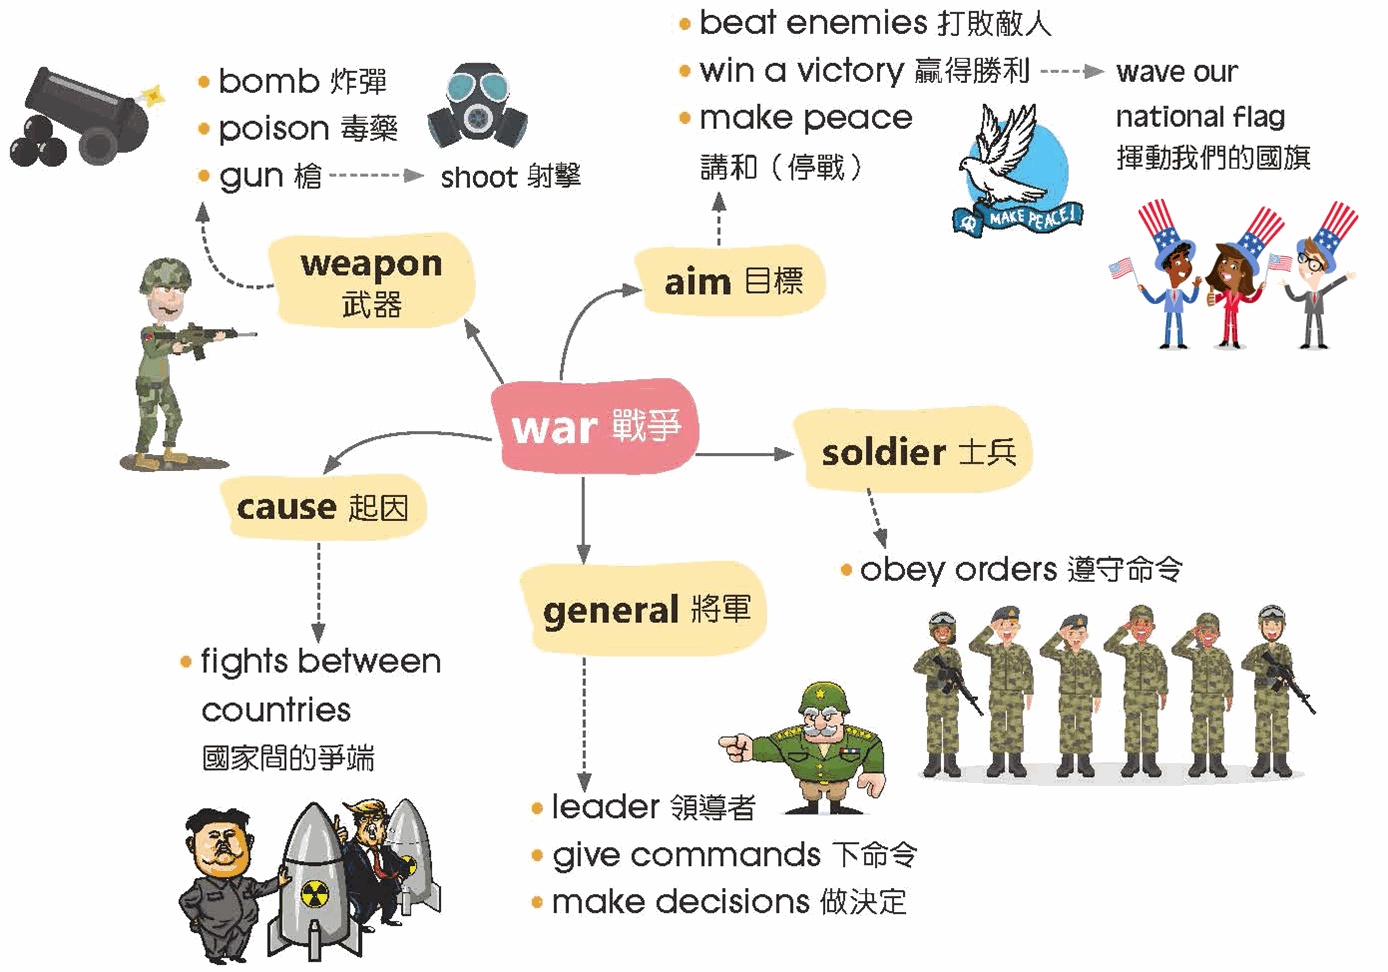 beat enemies 打敗敵人
win a victory 贏得勝利
wave our
national flag
揮動我們的國旗
make peace
講和（停戰）
MAKE PEACE!
bomb 炸彈
poison 毒藥
gun 槍
shoot 射擊
weapon
武器
aim 目標
war 戰爭
soldier 士兵
obey orders 遵守命令
cause 起因
fights between
countries
國家間的爭端
general 將軍
leader 領導者
give commands 下命令
make decisions 做決定